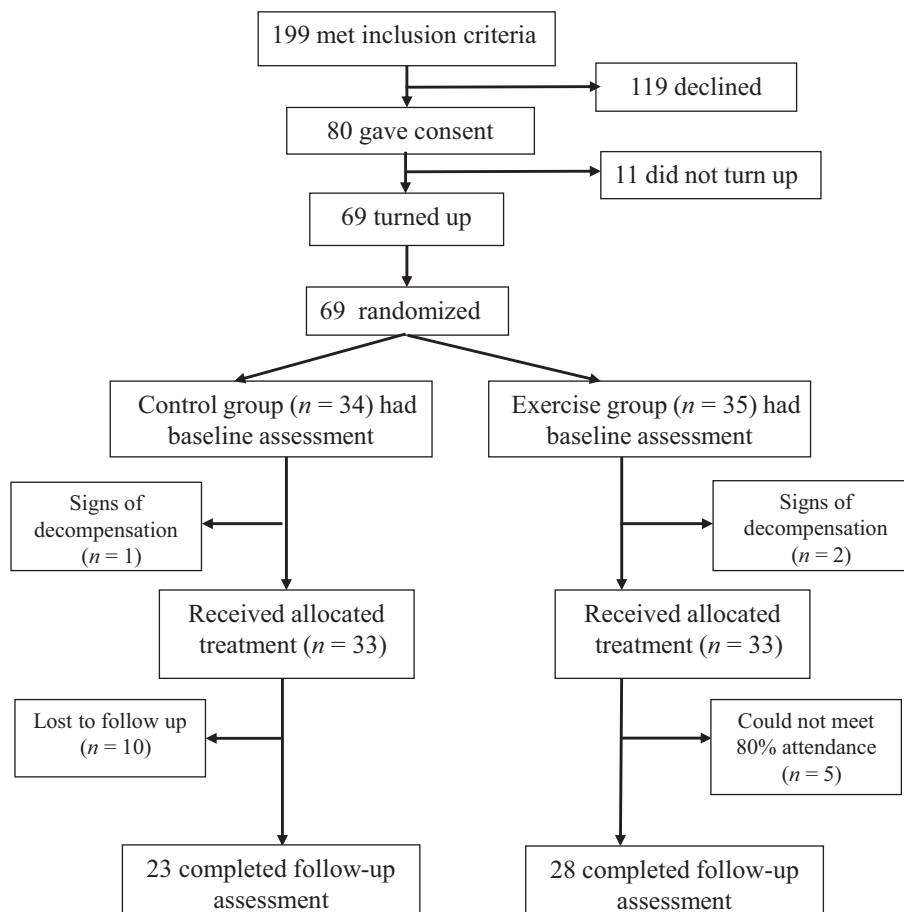 199 met inclusion criteria
119 declined
80 gave consent
11 did not turn up
69 turned up
69 randomized
Control group (n = 34) had
baseline assessment
Exercise group (n = 35) had
baseline assessment
Signs of
decompensation
(n = 1)
Signs of
decompensation
(n = 2)
Received allocated
treatment (n = 33)
Received allocated
treatment (n = 33)
Lost to follow up
(n = 10)
Could not meet
80% attendance
(n = 5)
23 completed follow-up
assessment
28 completed follow-up
assessment